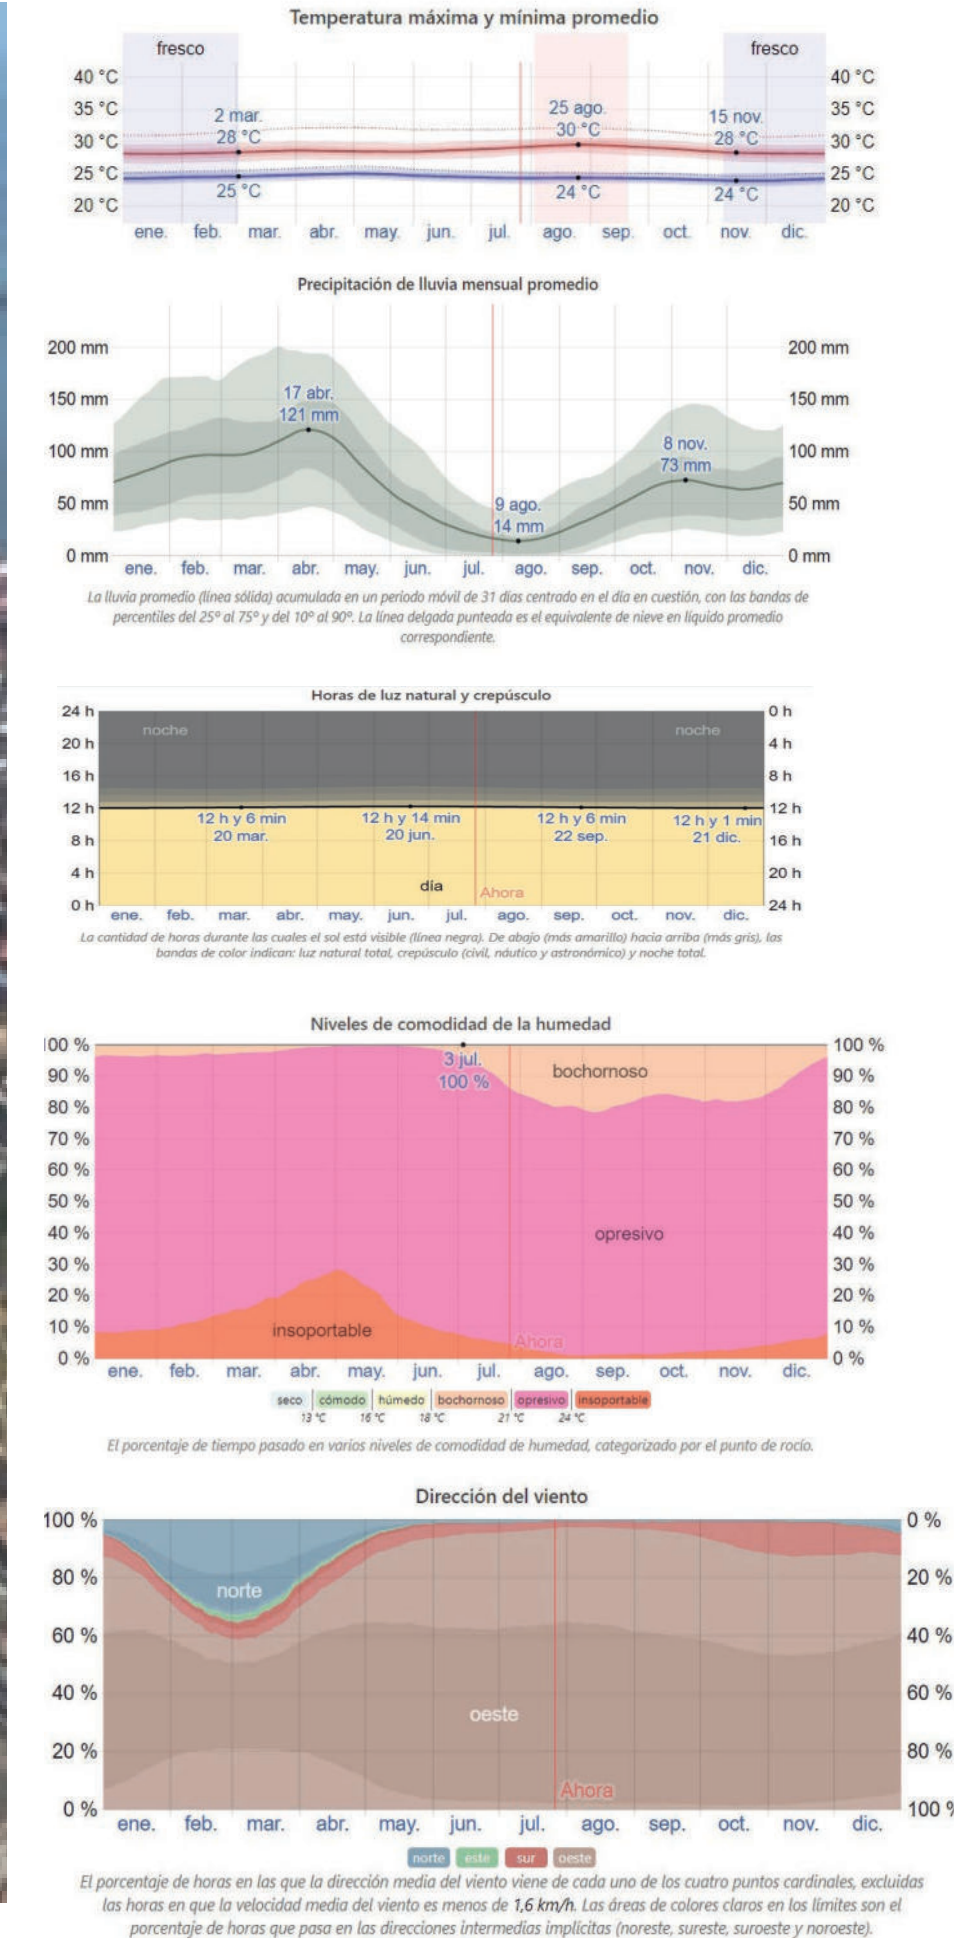 Temperatura máxima y mínima promedio
fresco fresco
40 °C 40 °C
35 °C 2 mar. 25 ago. 15 nov. 35 °C
30 °C 28 °C 30 °C 28 °C 30 °C
25 °C 25 °C
25 °C 24 °C 24 °C
20 °C 20 °C
ene. feb. mar. abr. may. jun. jul. ago. sep. oct. nov. dic.
Precipitación de lluvia mensual promedio
200 mm 200 mm
150 mm 17 abr. 150 mm
121 mm
100 mm 8 nov. 100 mm
73 mm
50 mm 9 ago. 50 mm
14 mm
0 mm 0 mm
ene. feb. mar. abr. may. jun. jul. ago. sep. oct. nov. dic.
La lluvia promedio (línea sólida) acumulada en un periodo móvil de 31 días centrado en el día en cuestión, con las bandas de
percentiles del 25º al 75º y del 10º al 90º. La línea delgada punteada es el equivalente de nieve en líquido promedio
correspondiente.
Horas de luz natural y crepúsculo
24 h 0 h
noche noche
20 h 4 h
16 h 8 h
12 h 12 h
12 h y 6 min 12 h y 14 min 12 h y 6 min 12 h y 1 min
20 mar. 20 jun. 22 sep. 21 dic.
8 h 16 h
4 h 20 h
día Ahora
0 h 24 h
ene. feb. mar. abr. may. jun. jul. ago. sep. oct. nov. dic.
La cantidad de horas durante las cuales el sol está visible (línea negra). De abajo (más amarillo) hacia arriba (más gris), las
bandas de color indican: luz natural total, crepúsculo (civil, náutico y astronómico) y noche total.
Niveles de comodidad de la humedad
100 % 100 %
3 jul.
100 %
bochornoso
90 % 90 %
80 % 80 %
70 % 70 %
60 % 60 %
50 % 50 %
40 % opresivo 40 %
30 % 30 %
20 % 20 %
10 % insoportable 10 %
Ahora
0 % 0 %
ene. feb. mar. abr. may. jun. jul. ago. sep. oct. nov. dic.
seco cómodo húmedo bochornoso opresivo insoportable
13 °C 16 °C 18 °C 21 °C 24 °C
El porcentaje de tiempo pasado en varios niveles de comodidad de humedad, categorizado por el punto de rocío.
Dirección del viento
100 % 0 %
80 % norte 20 %
60 % 40 %
40 % oeste 60 %
20 % 80 %
Ahora
0 % 100 %
ene. feb. mar. abr. may. jun. jul. ago. sep. oct. nov. dic.
norte este sur oeste
El porcentaje de horas en las que la dirección media del viento viene de cada uno de los cuatro puntos cardinales, excluidas
las horas en que la velocidad media del viento es menos de 1,6 km/h. Las áreas de colores claros en los límites son el
porcentaje de horas que pasa en las direcciones intermedias implícitas (noreste, sureste, suroeste y noroeste).